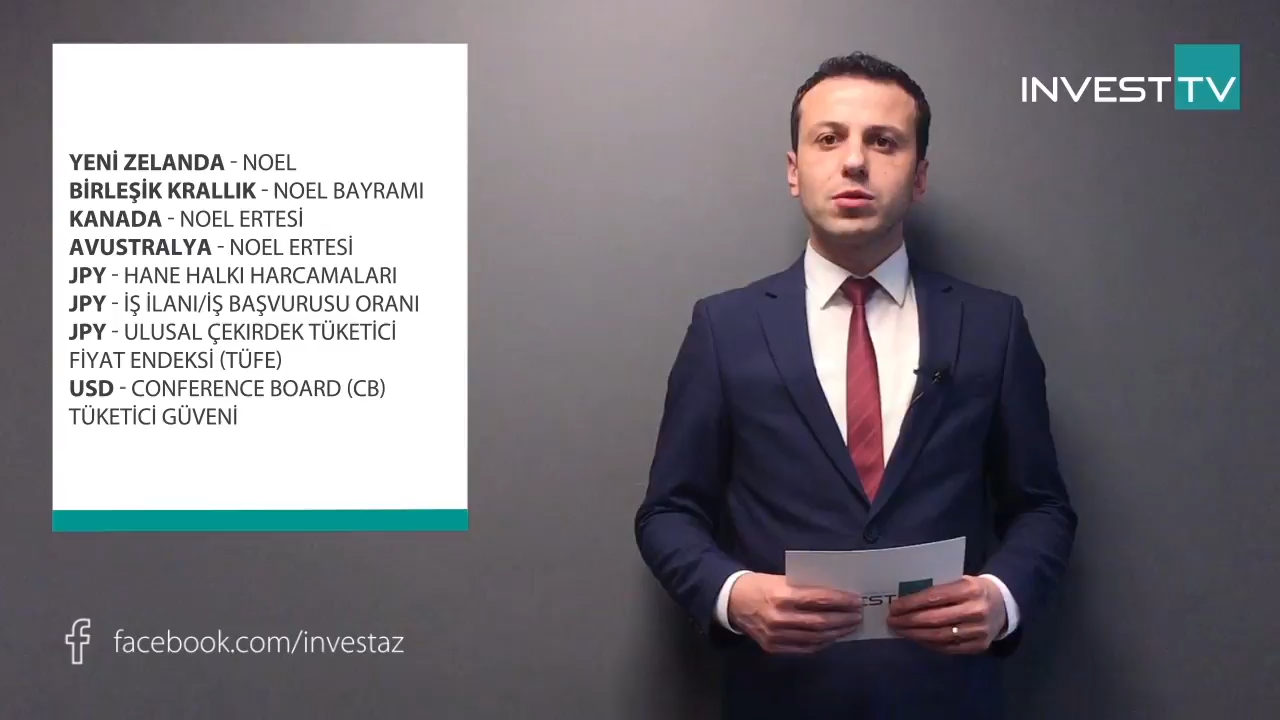 INVEST TV
YENİ ZELANDA - NOEL
BİRLEŞİK KRALLIK - NOEL BAYRAMI
KANADA - NOEL ERTESİ
AVUSTRALYA - NOEL ERTESİ
JPY - HANE HALKI HARCAMALARI
JPY - İŞ İLANI/İŞ BAŞVURUSU ORANI
JPY - ULUSAL ÇEKIRDEK TÜKETİCİ
FİYAT ENDEKSİ (TÜFE)
USD - CONFERENCE BOARD (CB)
TÜKETİCİ GÜVENİ
facebook.com/investaz